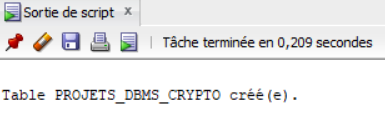 Sortie de script
Tâche terminée en 0,209 secondes
Table PROJETS_DBMS_CRYPTO créé(e).